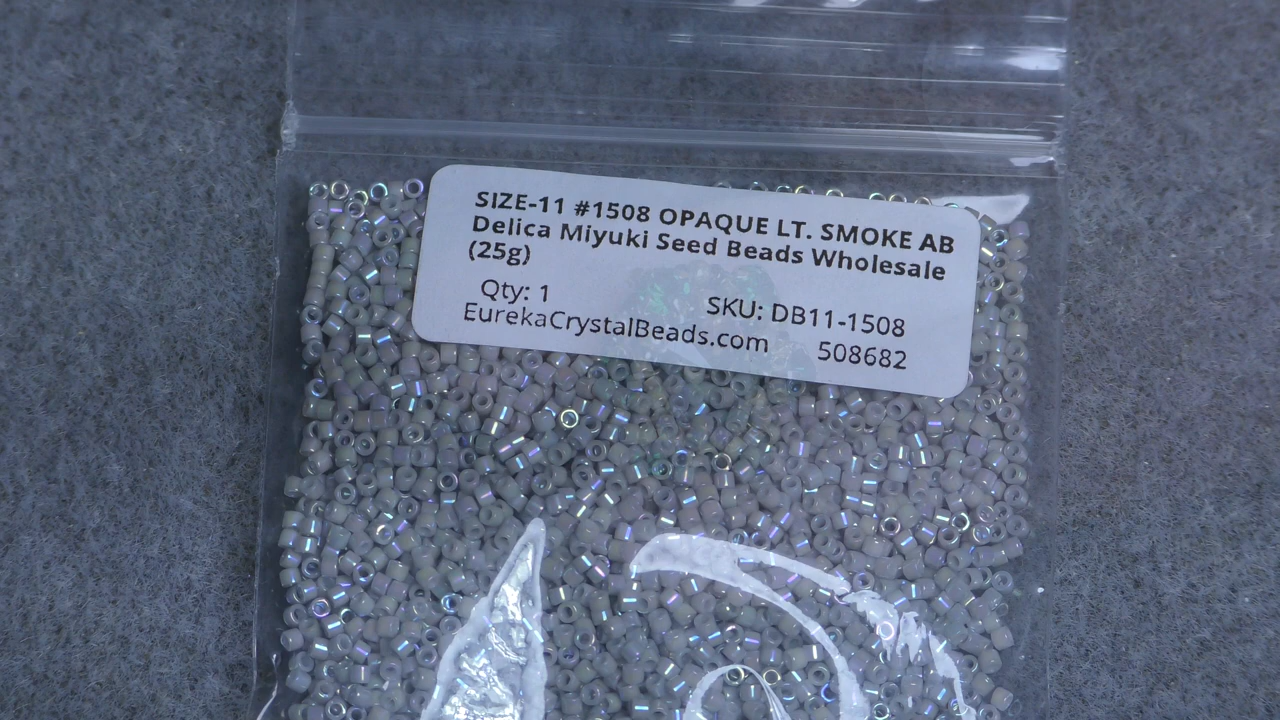 SIZE-11 #1508 OPAQUE LT. SMOKE AB
Delica Miyuki Seed Beads Wholesale
(25g)
Qty: 1 SKU: DB11-1508
EurekaCrystalBeads.com 508682